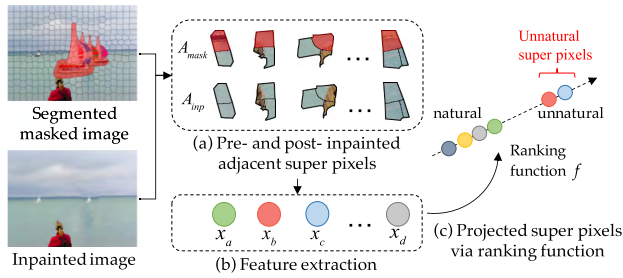 Segmented
masked image
Inpainted image
A_mask
...
A_inp
...
(a) Pre- and post- inpainted
adjacent super pixels
x_a x_b x_c ... x_d
(b) Feature extraction
Unnatural
super pixels
natural
unnatural
Ranking
function f
(c) Projected super pixels
via ranking function